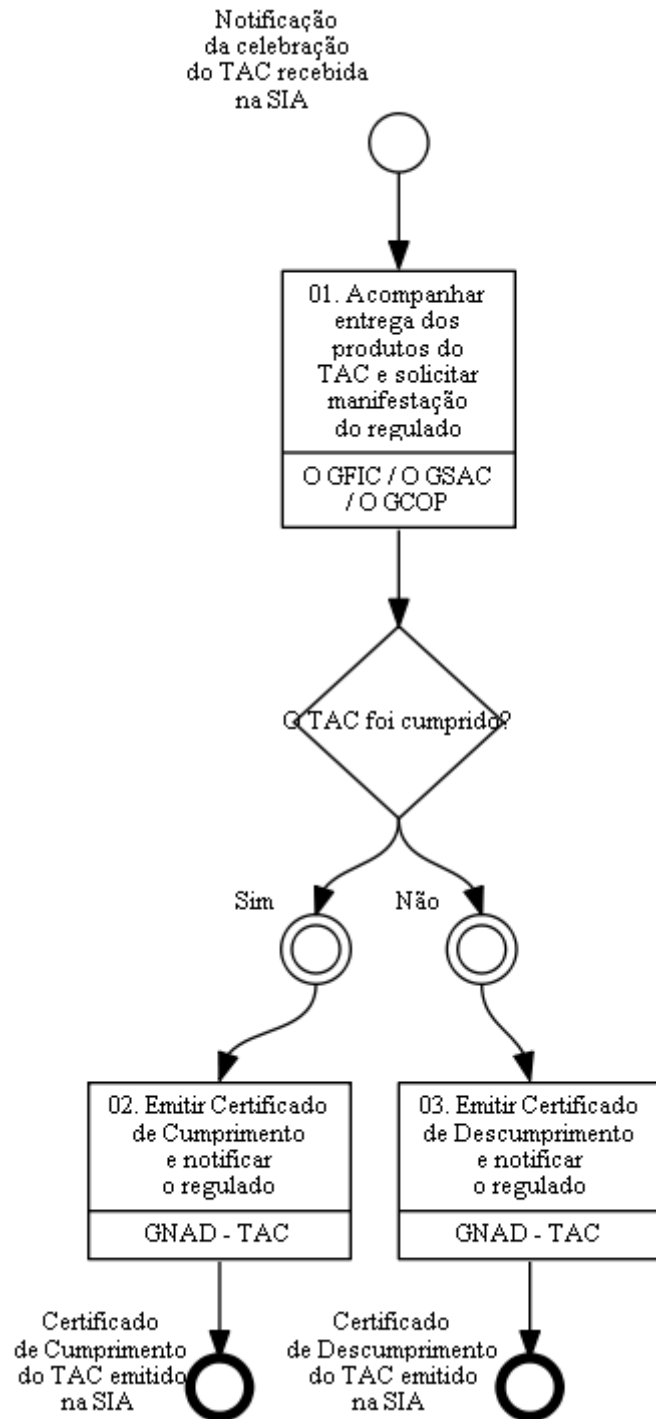 Notificação
da celebração
do TAC recebida
na SIA
01. Acompanhar
entrega dos
produtos do
TAC e solicitar
manifestação
do regulado
O GFIC / O GSAC
/ O GCOP
O TAC foi cumprido?
Sim
Não
02. Emitir Certificado
de Cumprimento
e notificar
o regulado
GNAD - TAC
03. Emitir Certificado
de Descumprimento
e notificar
o regulado
GNAD - TAC
Certificado
de Cumprimento
do TAC emitido
na SIA
Certificado
de Descumprimento
do TAC emitido
na SIA